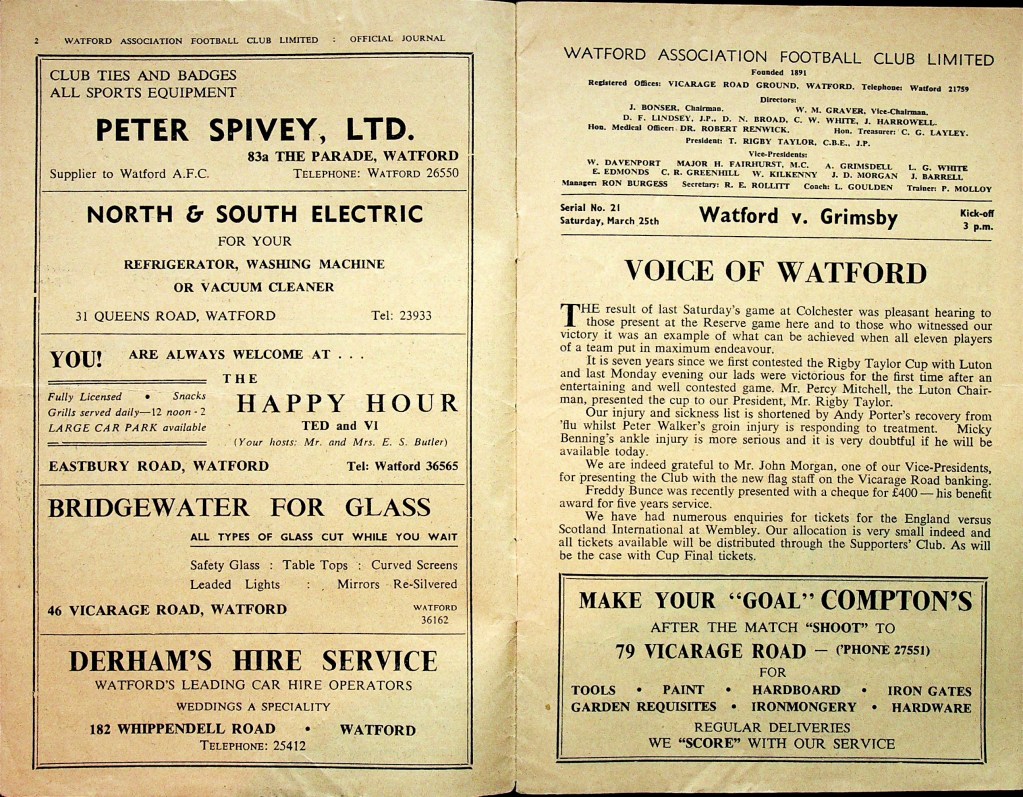 2 WATFORD ASSOCIATION FOOTBALL CLUB LIMITED : OFFICIAL JOURNAL
CLUB TIES AND BADGES
ALL SPORTS EQUIPMENT
PETER SPIVEY, LTD.
83a THE PARADE, WATFORD
Supplier to Watford A.F.C. TELEPHONE: WATFORD 26550
NORTH & SOUTH ELECTRIC
FOR YOUR
REFRIGERATOR, WASHING MACHINE
OR VACUUM CLEANER
31 QUEENS ROAD, WATFORD Tel: 23933
YOU! ARE ALWAYS WELCOME AT . . .
THE
Fully Licensed • Snacks
HAPPY HOUR
Grills served daily—12 noon - 2
TED and VI
LARGE CAR PARK available
(Your hosts: Mr. and Mrs. E. S. Butler)
EASTBURY ROAD, WATFORD Tel: Watford 36565
BRIDGEWATER FOR GLASS
ALL TYPES OF GLASS CUT WHILE YOU WAIT
Safety Glass : Table Tops : Curved Screens
Leaded Lights : Mirrors Re-Silvered
46 VICARAGE ROAD, WATFORD WATFORD
36162
DERHAM'S HIRE SERVICE
WATFORD'S LEADING CAR HIRE OPERATORS
WEDDINGS A SPECIALITY
182 WHIPPENDELL ROAD • WATFORD
TELEPHONE: 25412
WATFORD ASSOCIATION FOOTBALL CLUB LIMITED
Founded 1891
Registered Offices: VICARAGE ROAD GROUND, WATFORD. Telephone: Watford 21759
Directors:
J. BONSER, Chairman. W. M. GRAVER, Vice-Chairman.
D. F. LINDSEY, J.P., D. N. BROAD, C. W. WHITE, J. HARROWELL.
Hon. Medical Officer: DR. ROBERT RENWICK. Hon. Treasurer: C. G. LAYLEY.
President: T. RIGBY TAYLOR, C.B.E., J.P.
Vice-Presidents:
W. DAVENPORT MAJOR H. FAIRHURST, M.C. A. GRIMSDELL L. G. WHITE
E. EDMONDS C. R. GREENHILL W. KILKENNY J. D. MORGAN J. BARRELL
Manager: RON BURGESS Secretary: R. E. ROLLITT Coach: L. GOULDEN Trainer: P. MOLLOY
Serial No. 21
Saturday, March 25th
Watford v. Grimsby
Kick-off
3 p.m.
VOICE OF WATFORD
THE result of last Saturday's game at Colchester was pleasant hearing to
those present at the Reserve game here and to those who witnessed our
victory it was an example of what can be achieved when all eleven players
of a team put in maximum endeavour.
It is seven years since we first contested the Rigby Taylor Cup with Luton
and last Monday evening our lads were victorious for the first time after an
entertaining and well contested game. Mr. Percy Mitchell, the Luton Chair-
man, presented the cup to our President, Mr. Rigby Taylor.
Our injury and sickness list is shortened by Andy Porter's recovery from
'flu whilst Peter Walker's groin injury is responding to treatment. Micky
Benning's ankle injury is more serious and it is very doubtful if he will be
available today.
We are indeed grateful to Mr. John Morgan, one of our Vice-Presidents,
for presenting the Club with the new flag staff on the Vicarage Road banking.
Freddy Bunce was recently presented with a cheque for £400 — his benefit
award for five years service.
We have had numerous enquiries for tickets for the England versus
Scotland International at Wembley. Our allocation is very small indeed and
all tickets available will be distributed through the Supporters' Club. As will
be the case with Cup Final tickets.
MAKE YOUR "GOAL" COMPTON'S
AFTER THE MATCH "SHOOT" TO
79 VICARAGE ROAD — ('PHONE 27551)
FOR
TOOLS • PAINT • HARDBOARD • IRON GATES
GARDEN REQUISITES • IRONMONGERY • HARDWARE
REGULAR DELIVERIES
WE "SCORE" WITH OUR SERVICE